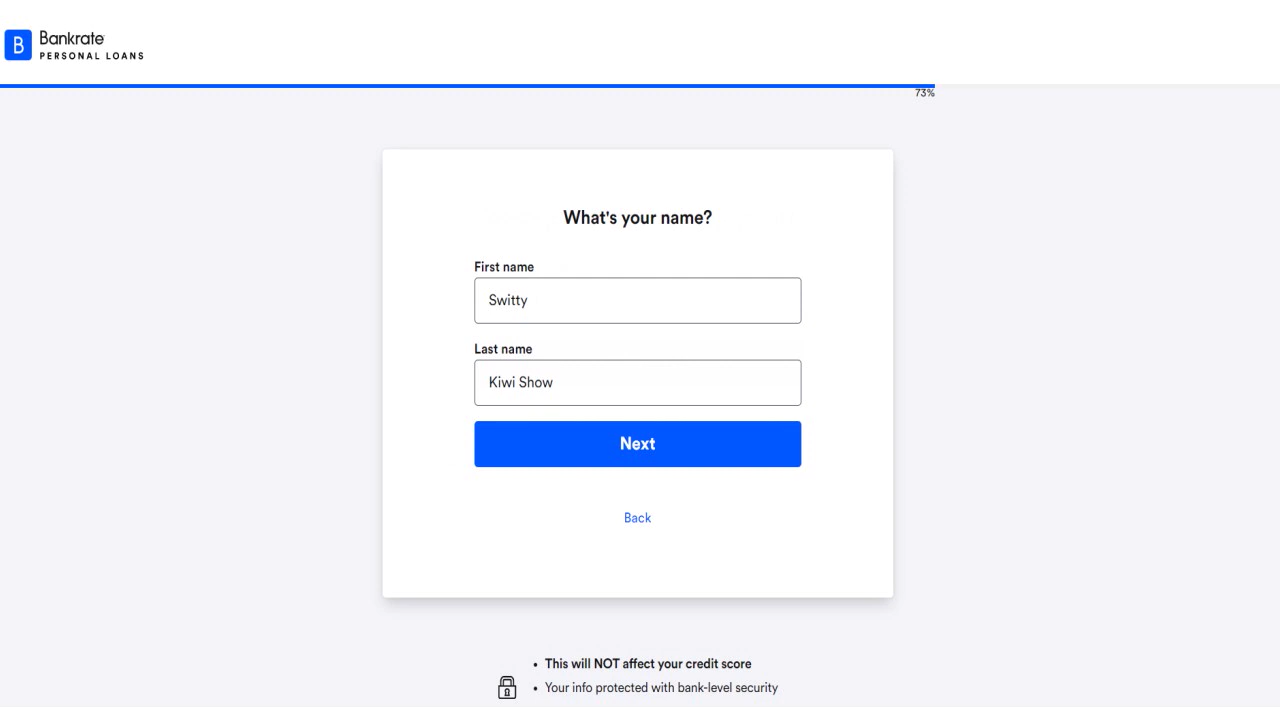 B
Bankrate
PERSONAL LOANS
73%
What's your name?
First name
Switty
Last name
Kiwi Show
Next
Back
• This will NOT affect your credit score
• Your info protected with bank-level security